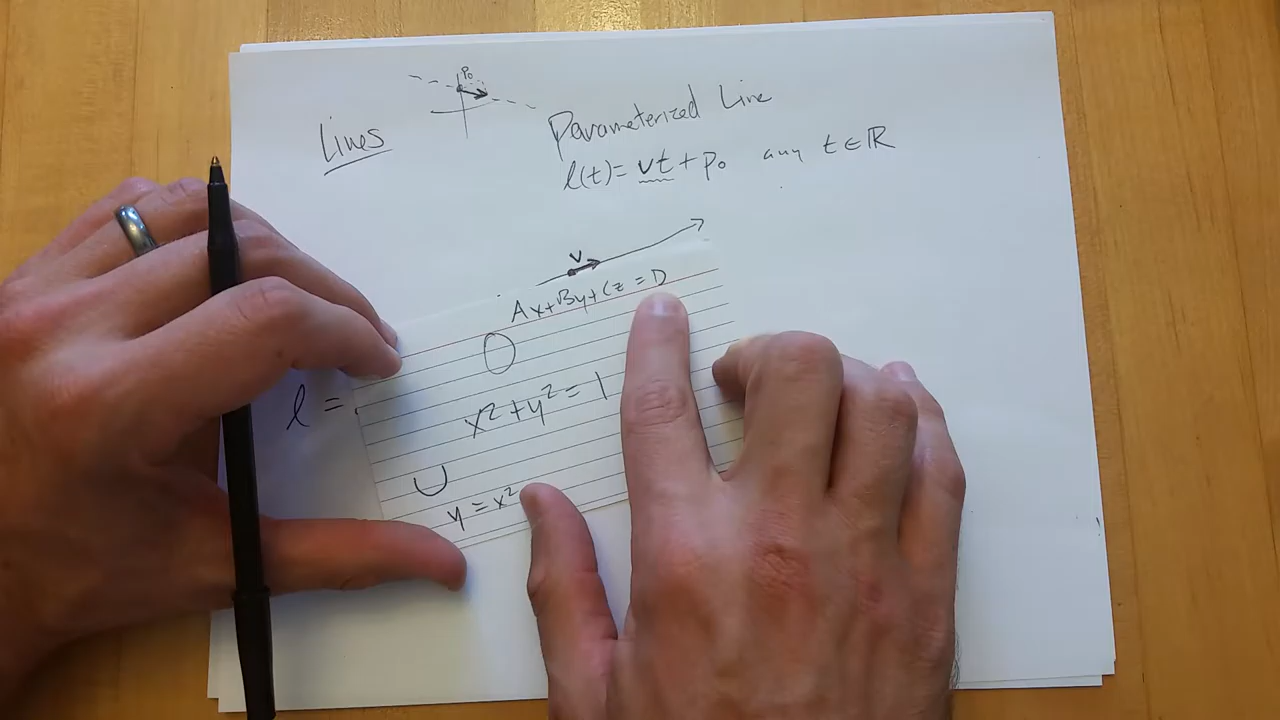 p₀
Lines
Parameterized Line
l(t) = vt + p₀ any t ∈ ℝ
v
Ax+By+Cz = D
x² + y² = 1
l =
y = x²